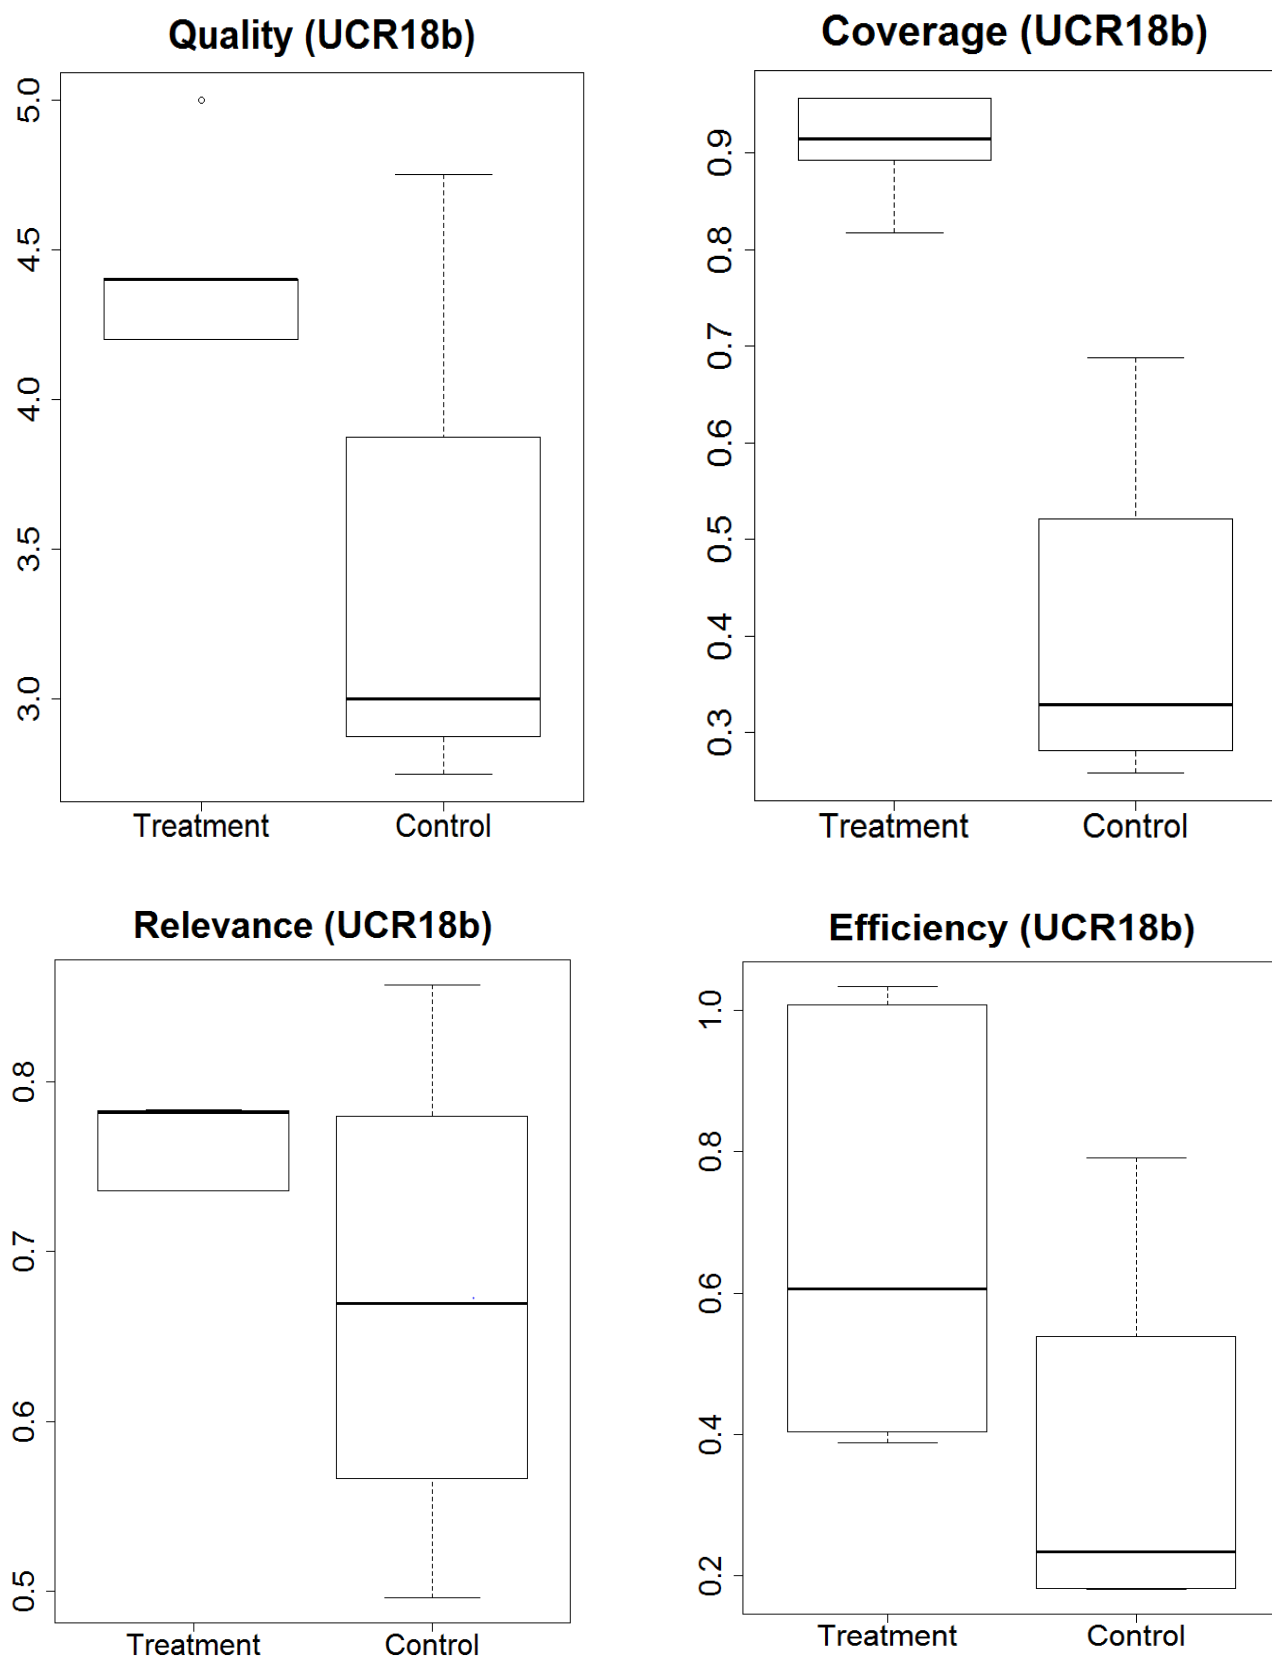 Quality (UCR18b)
5.0
4.5
4.0
3.5
3.0
Treatment Control
Coverage (UCR18b)
0.9
0.8
0.7
0.6
0.5
0.4
0.3
Treatment Control
Relevance (UCR18b)
0.8
0.7
0.6
0.5
Treatment Control
Efficiency (UCR18b)
1.0
0.8
0.6
0.4
0.2
Treatment Control